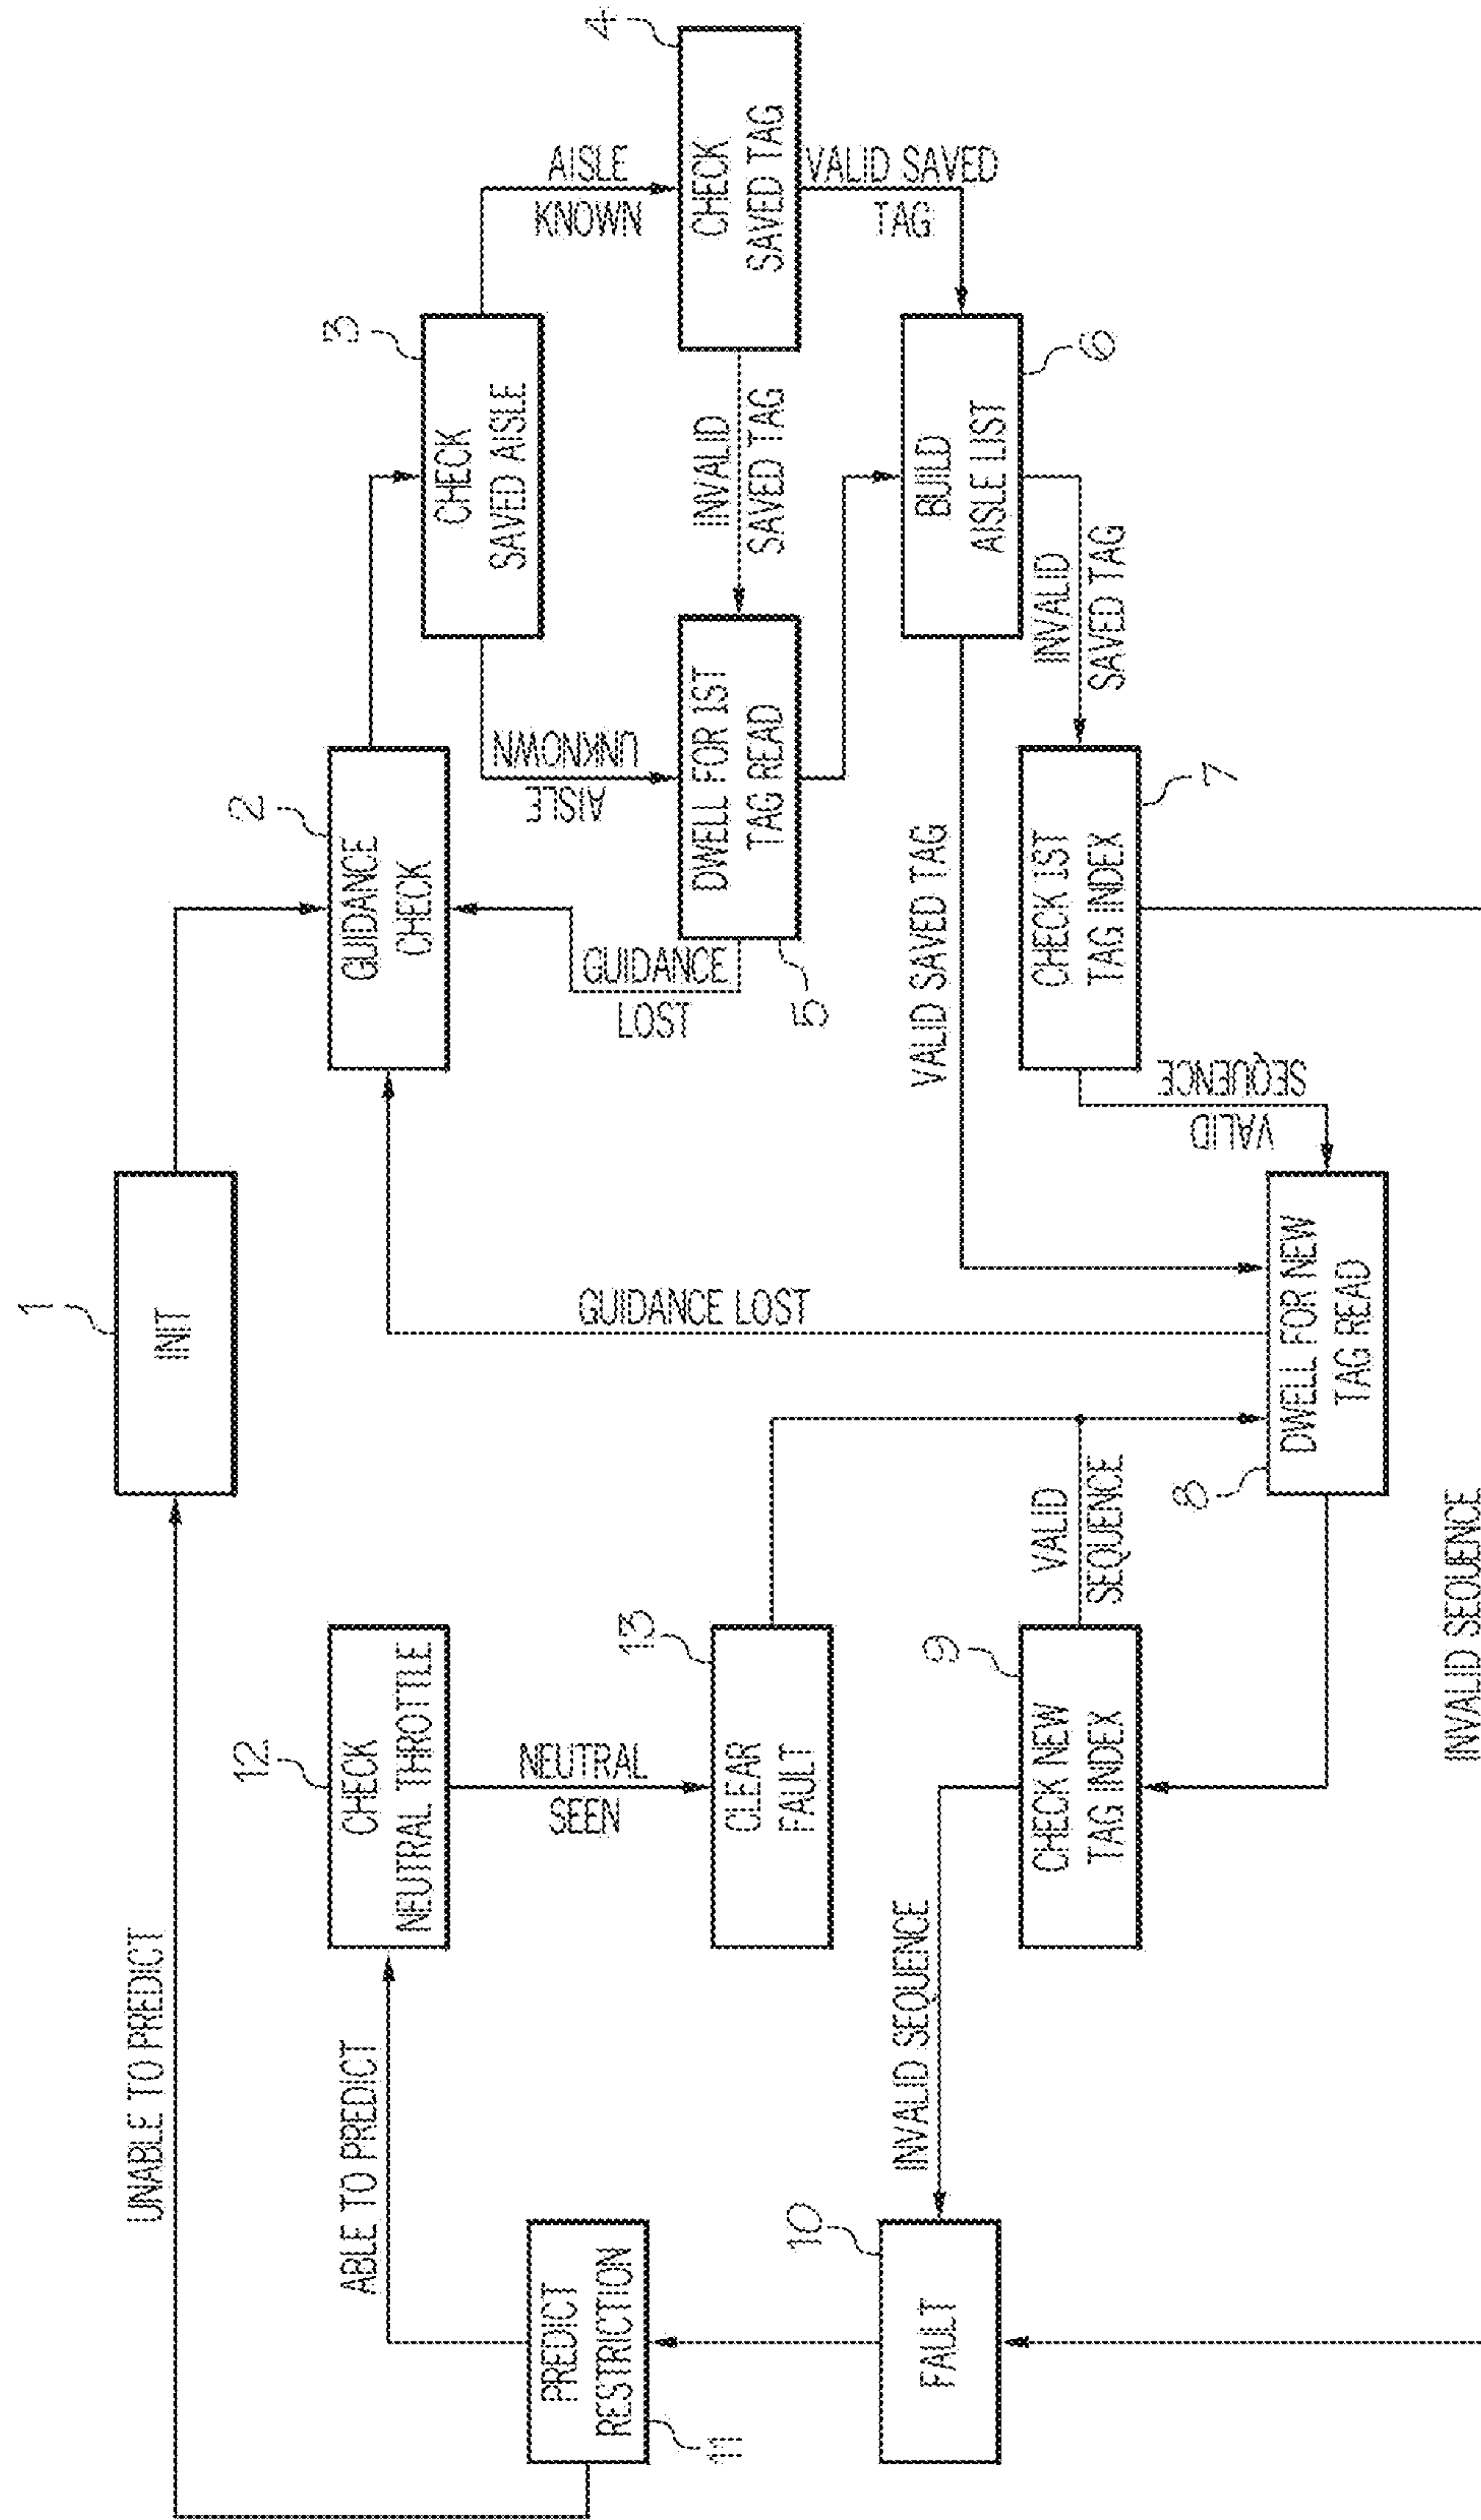 1
INIT
UNABLE TO PREDICT
2
GUIDANCE
CHECK
3
CHECK
SAVED AISLE
AISLE
KNOWN
4
CHECK
SAVED TAG
UNKNOWN
AISLE
INVALID
SAVED TAG
VALID SAVED
TAG
GUIDANCE
LOST
5
DWELL FOR 1ST
TAG READ
6
BUILD
AISLE LIST
INVALID
SAVED TAG
VALID SAVED TAG
7
CHECK 1ST
TAG INDEX
SEQUENCE
VALID
GUIDANCE LOST
8
DWELL FOR NEW
TAG READ
VALID
SEQUENCE
9
CHECK NEW
TAG INDEX
INVALID SEQUENCE
10
FAULT
11
PREDICT
RESTRICTION
ABLE TO PREDICT
12
CHECK
NEUTRAL THROTTLE
NEUTRAL
SEEN
13
CLEAR
FAULT
INVALID SEQUENCE